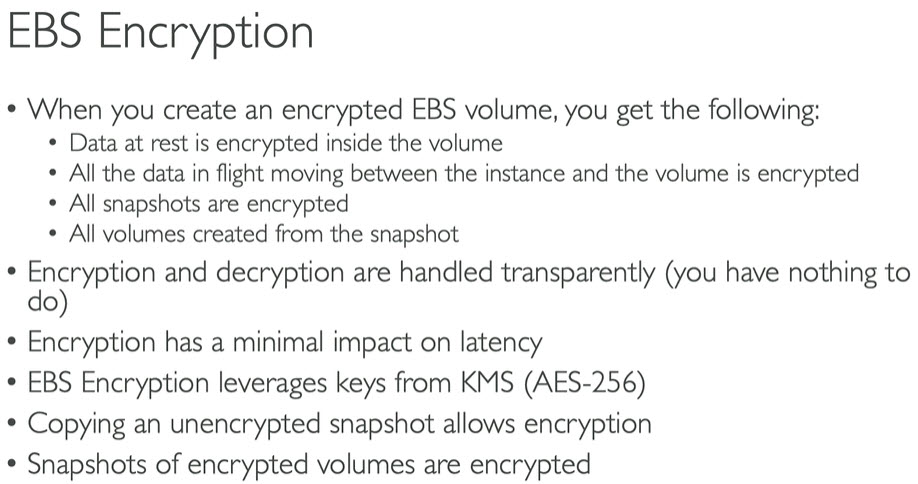 EBS Encryption
• When you create an encrypted EBS volume, you get the following:
• Data at rest is encrypted inside the volume
• All the data in flight moving between the instance and the volume is encrypted
• All snapshots are encrypted
• All volumes created from the snapshot
• Encryption and decryption are handled transparently (you have nothing to
do)
• Encryption has a minimal impact on latency
• EBS Encryption leverages keys from KMS (AES-256)
• Copying an unencrypted snapshot allows encryption
• Snapshots of encrypted volumes are encrypted